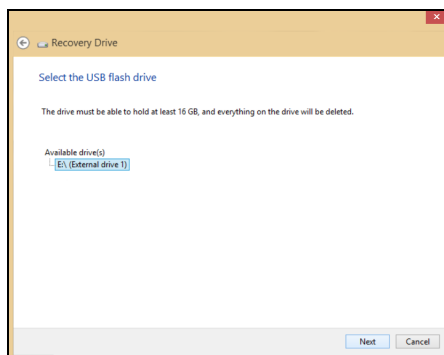 Recovery Drive
Select the USB flash drive
The drive must be able to hold at least 16 GB, and everything on the drive will be deleted.
Available drive(s)
E:\ (External drive 1)
Next Cancel